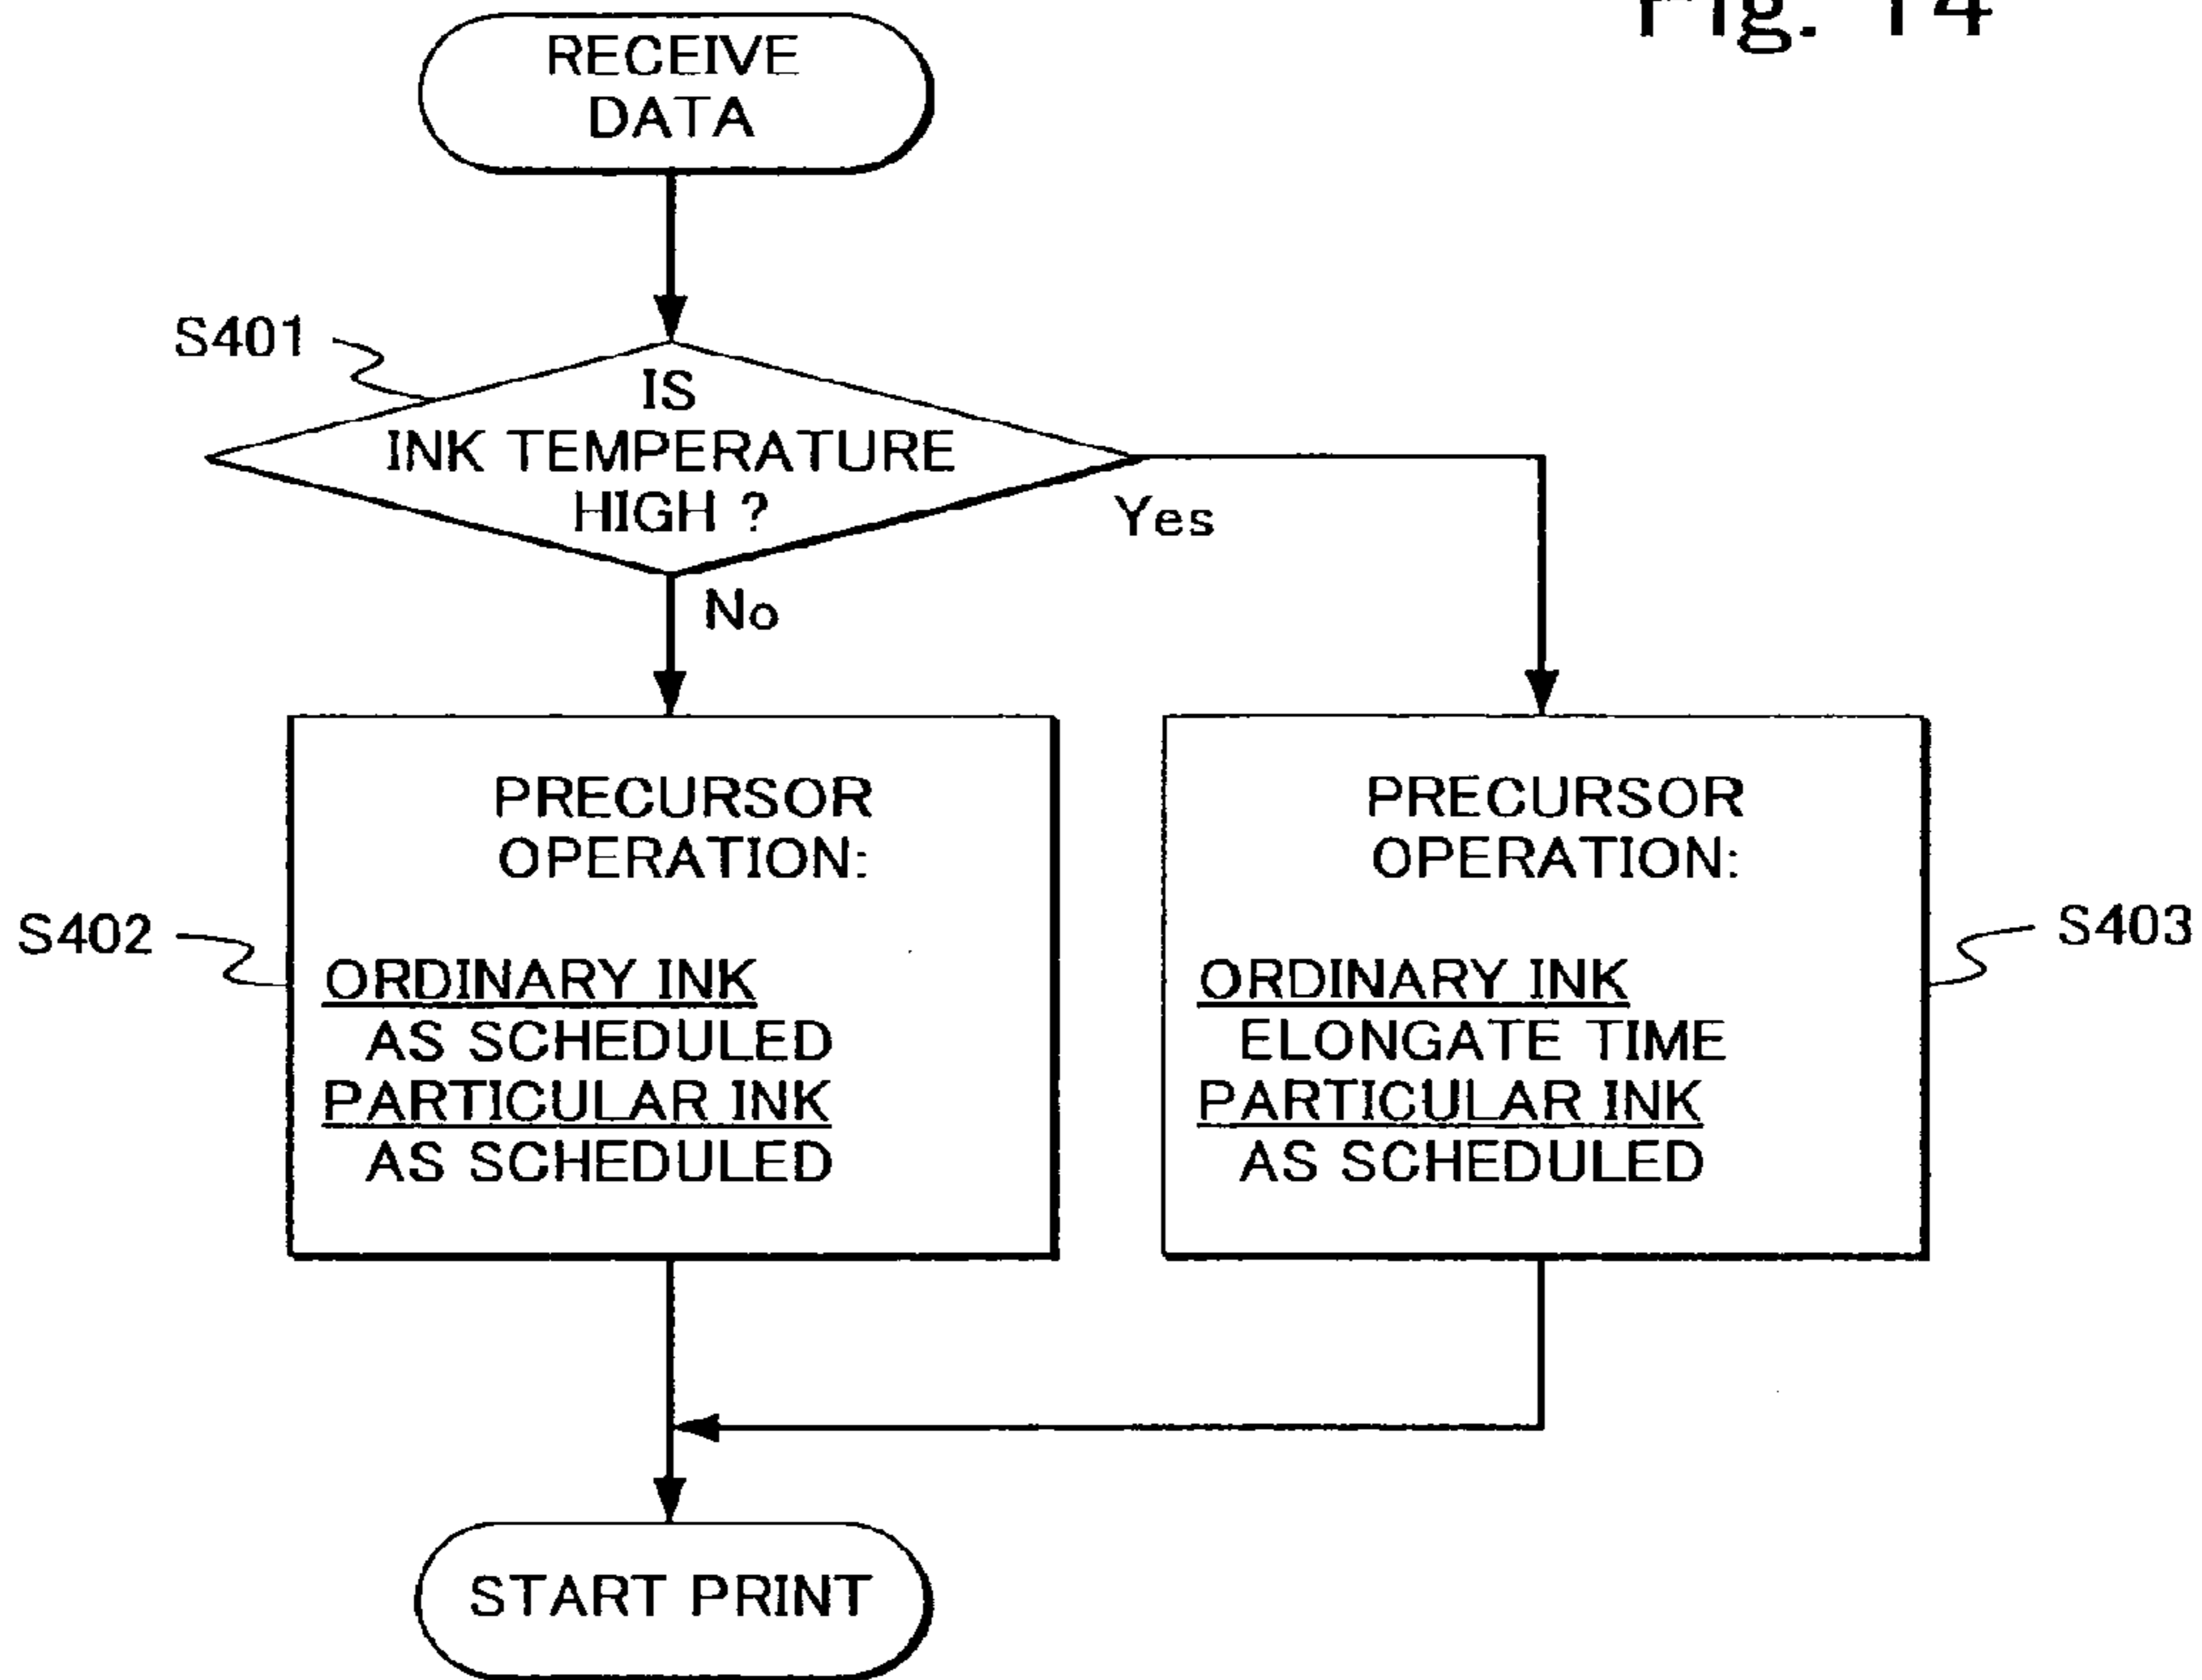 Fig. 14
RECEIVE
DATA
S401
IS
INK TEMPERATURE
HIGH ?
Yes
No
S402
PRECURSOR
OPERATION:
ORDINARY INK
AS SCHEDULED
PARTICULAR INK
AS SCHEDULED
PRECURSOR
OPERATION:
ORDINARY INK
ELONGATE TIME
PARTICULAR INK
AS SCHEDULED
S403
START PRINT